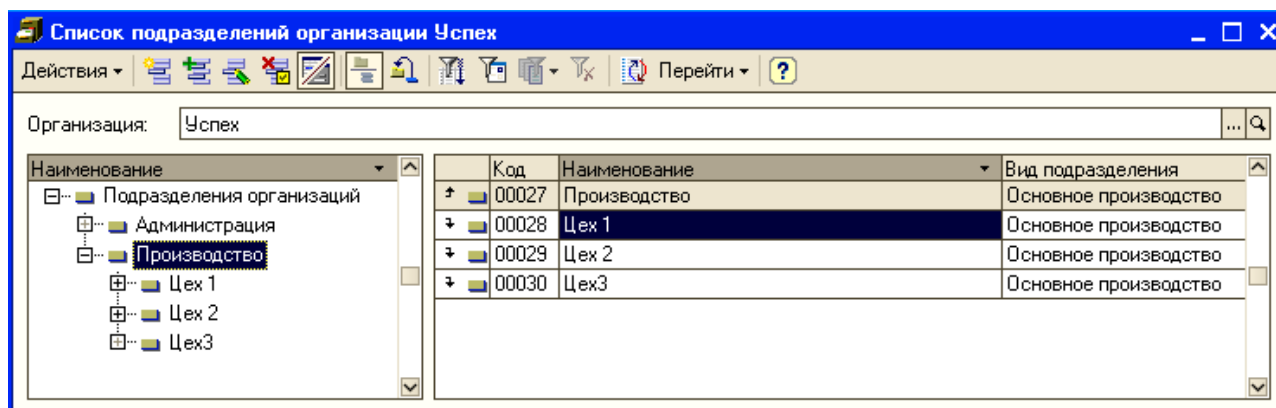 Список подразделений организации Успех
Действия Перейти ?
Организация: Успех ...
Наименование
Подразделения организаций
Администрация
Производство
Цех 1
Цех 2
Цех3
Код Наименование Вид подразделения
00027 Производство Основное производство
00028 Цех 1 Основное производство
00029 Цех 2 Основное производство
00030 Цех3 Основное производство